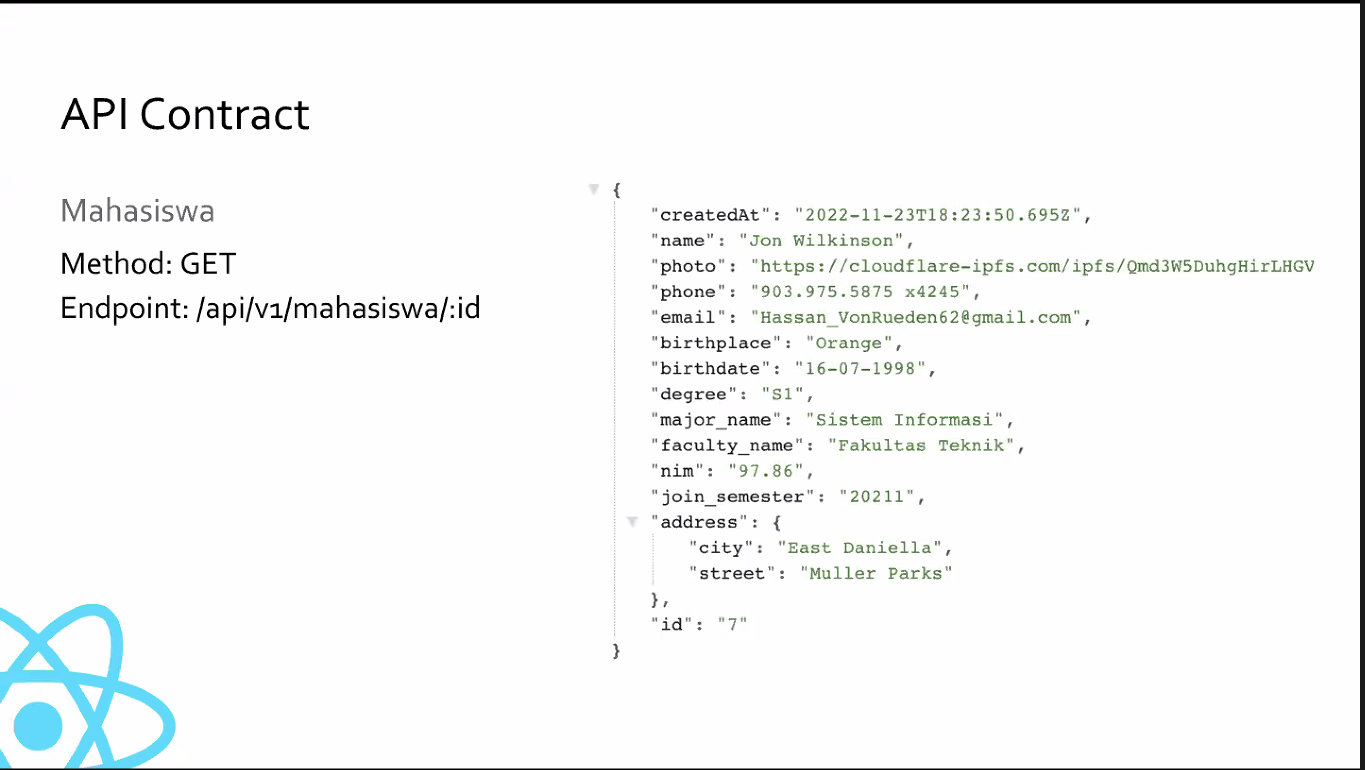 API Contract
Mahasiswa
Method: GET
Endpoint: /api/v1/mahasiswa/:id
{
"createdAt": "2022-11-23T18:23:50.695Z",
"name": "Jon Wilkinson",
"photo": "https://cloudflare-ipfs.com/ipfs/Qmd3W5DuhgHirLHGV
"phone": "903.975.5875 x4245",
"email": "Hassan_VonRueden62@gmail.com",
"birthplace": "Orange",
"birthdate": "16-07-1998",
"degree": "S1",
"major_name": "Sistem Informasi",
"faculty_name": "Fakultas Teknik",
"nim": "97.86",
"join_semester": "20211",
"address": {
"city": "East Daniella",
"street": "Muller Parks"
},
"id": "7"
}